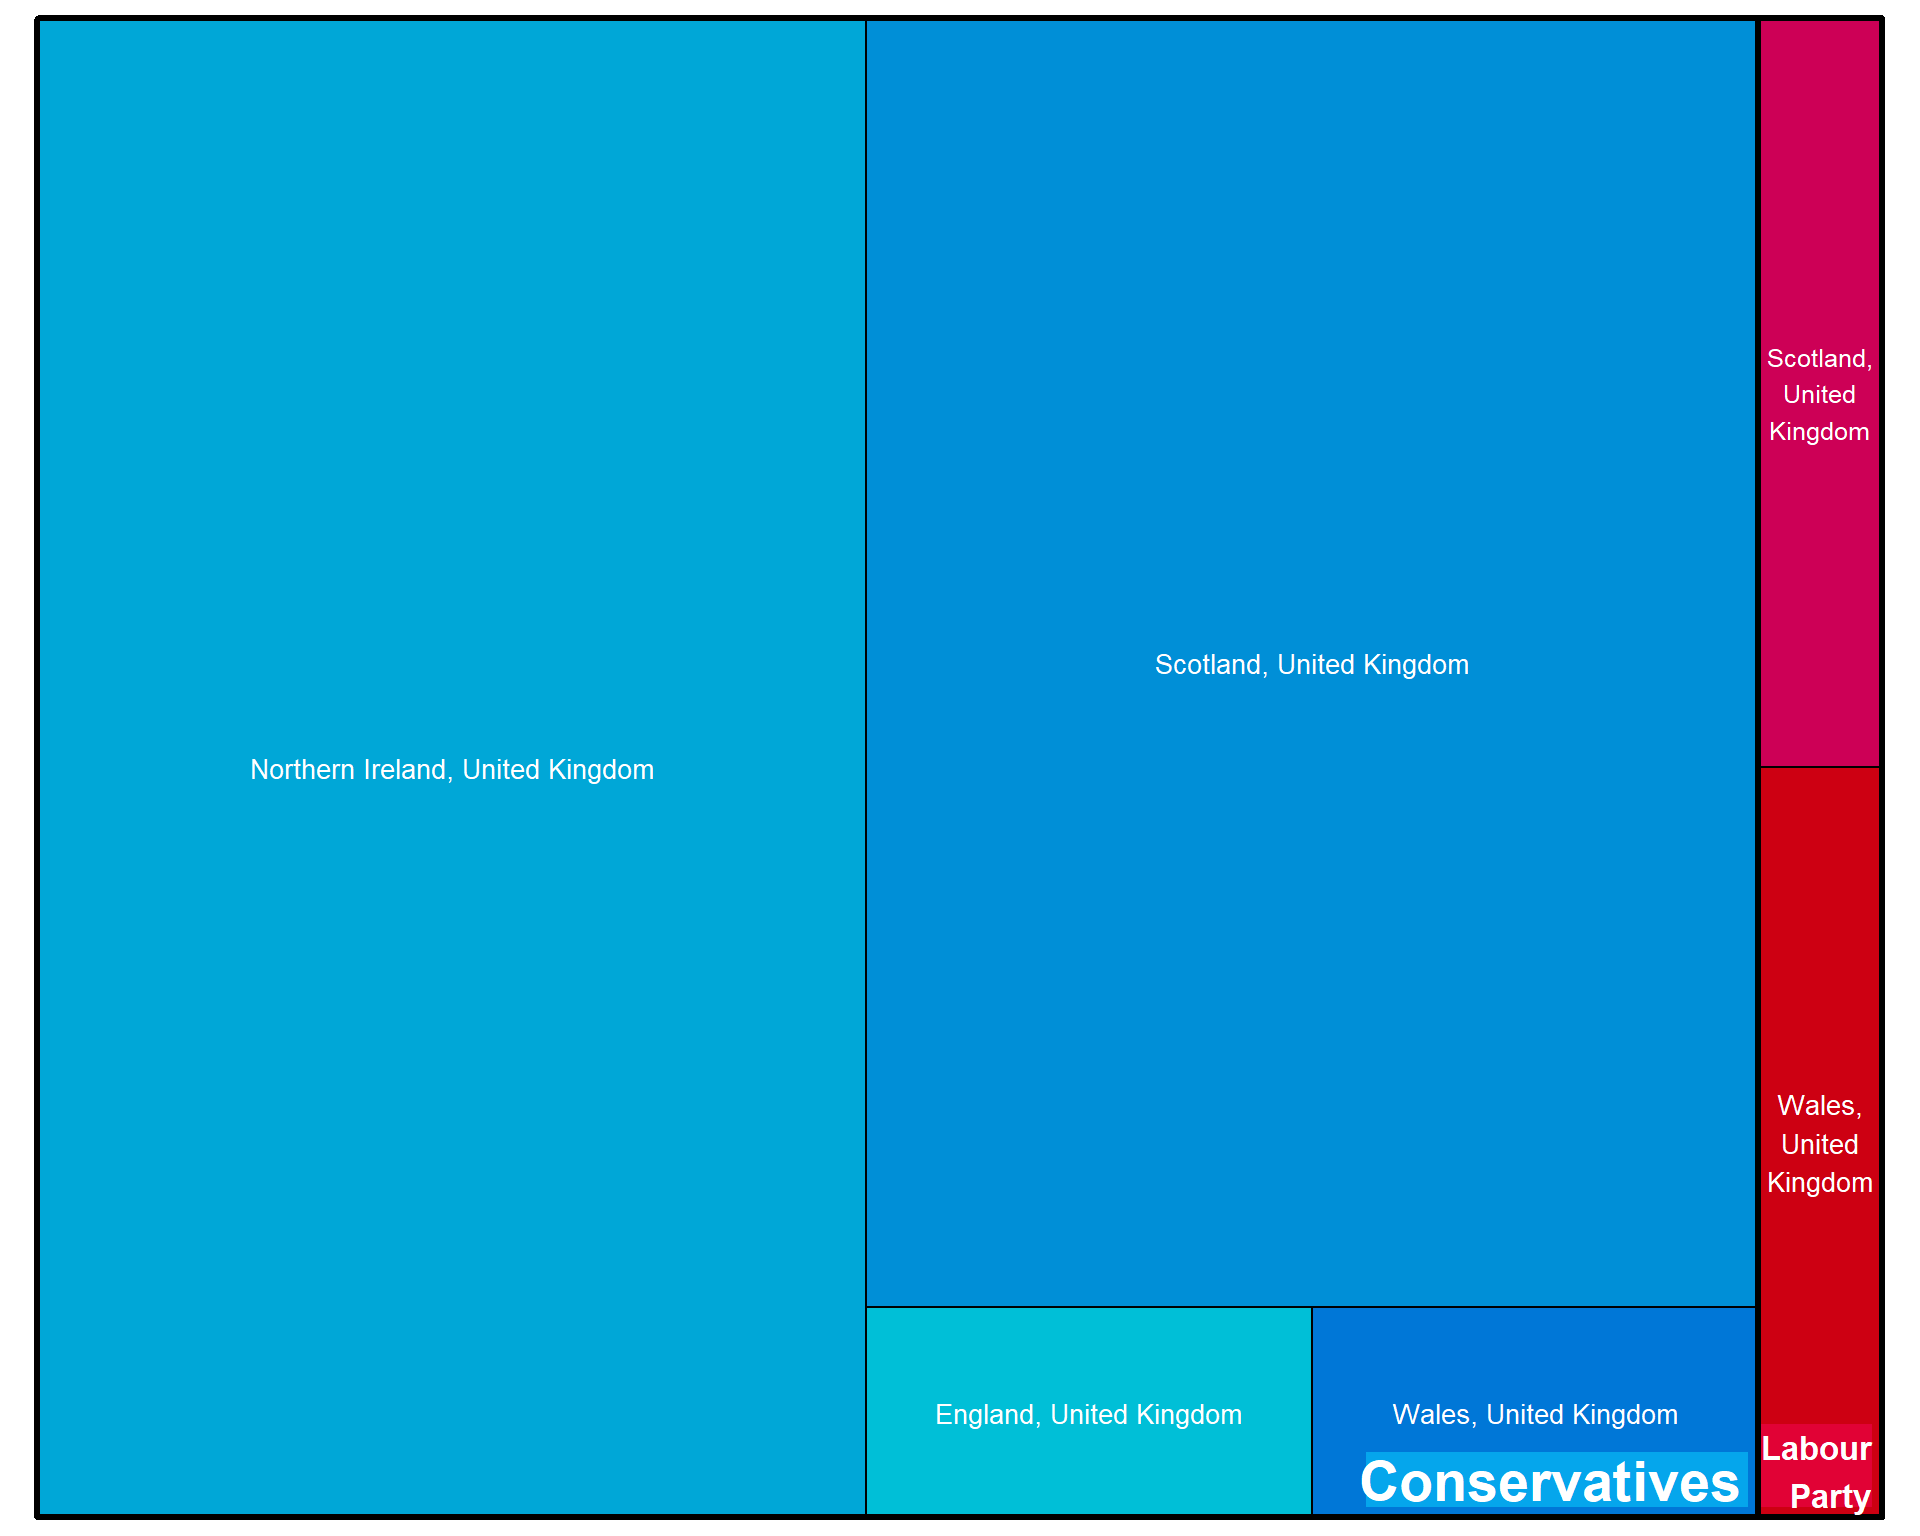 Northern Ireland, United Kingdom
Scotland, United Kingdom
England, United Kingdom
Wales, United Kingdom
Conservatives
Scotland,
United
Kingdom
Wales,
United
Kingdom
Labour
Party